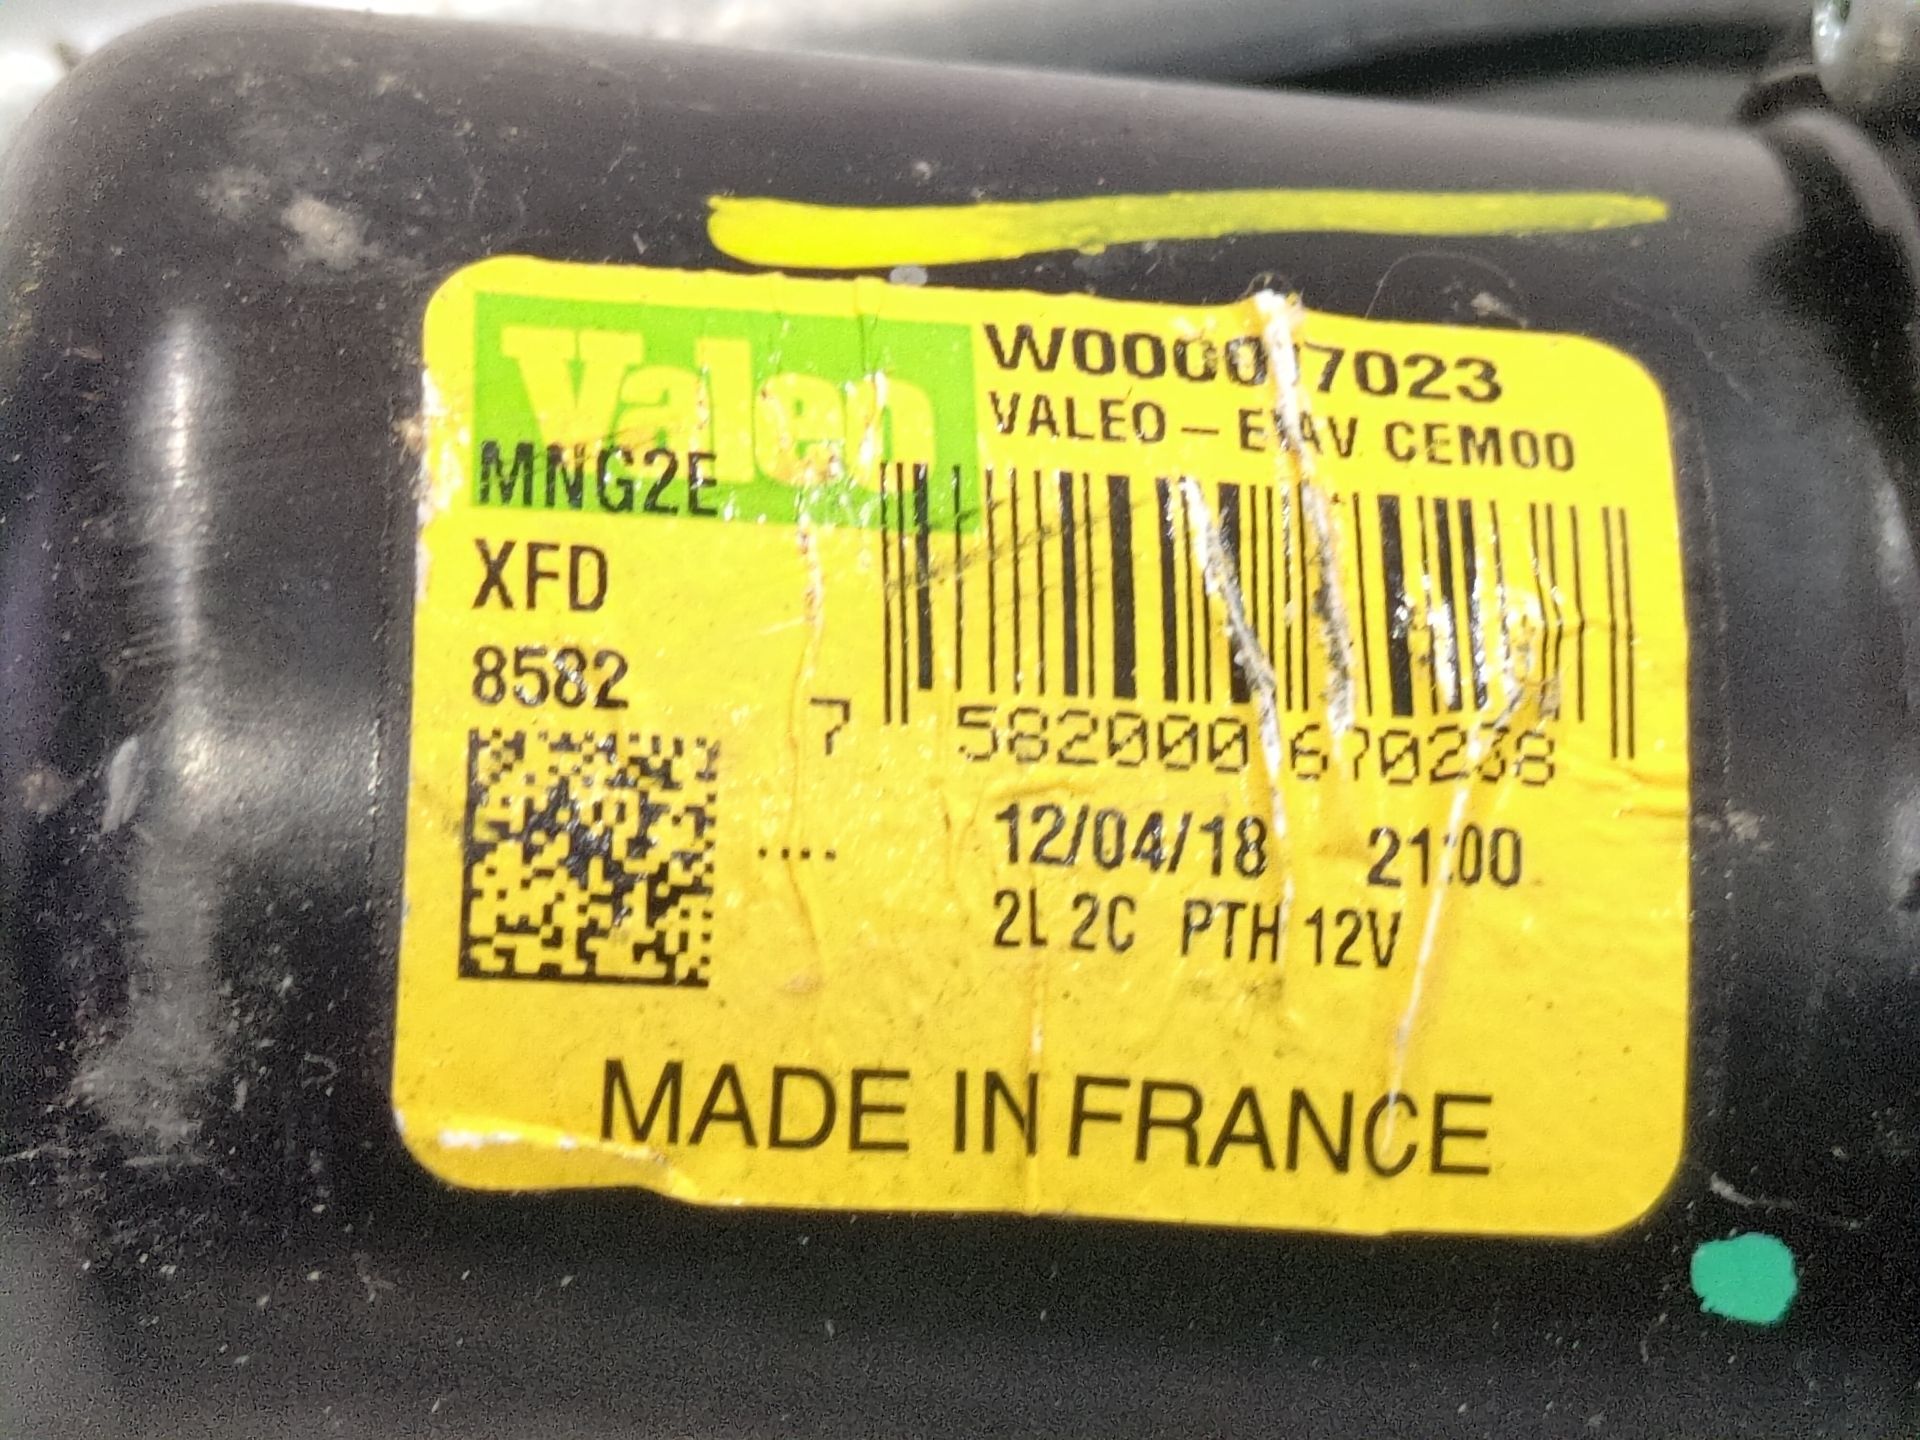 Valeo
W000017023
VALEO - EWAV CEM00
MNG2E
XFD
8582
7 582000 670238
....
12/04/18 21:00
2L 2C PTH 12V
MADE IN FRANCE